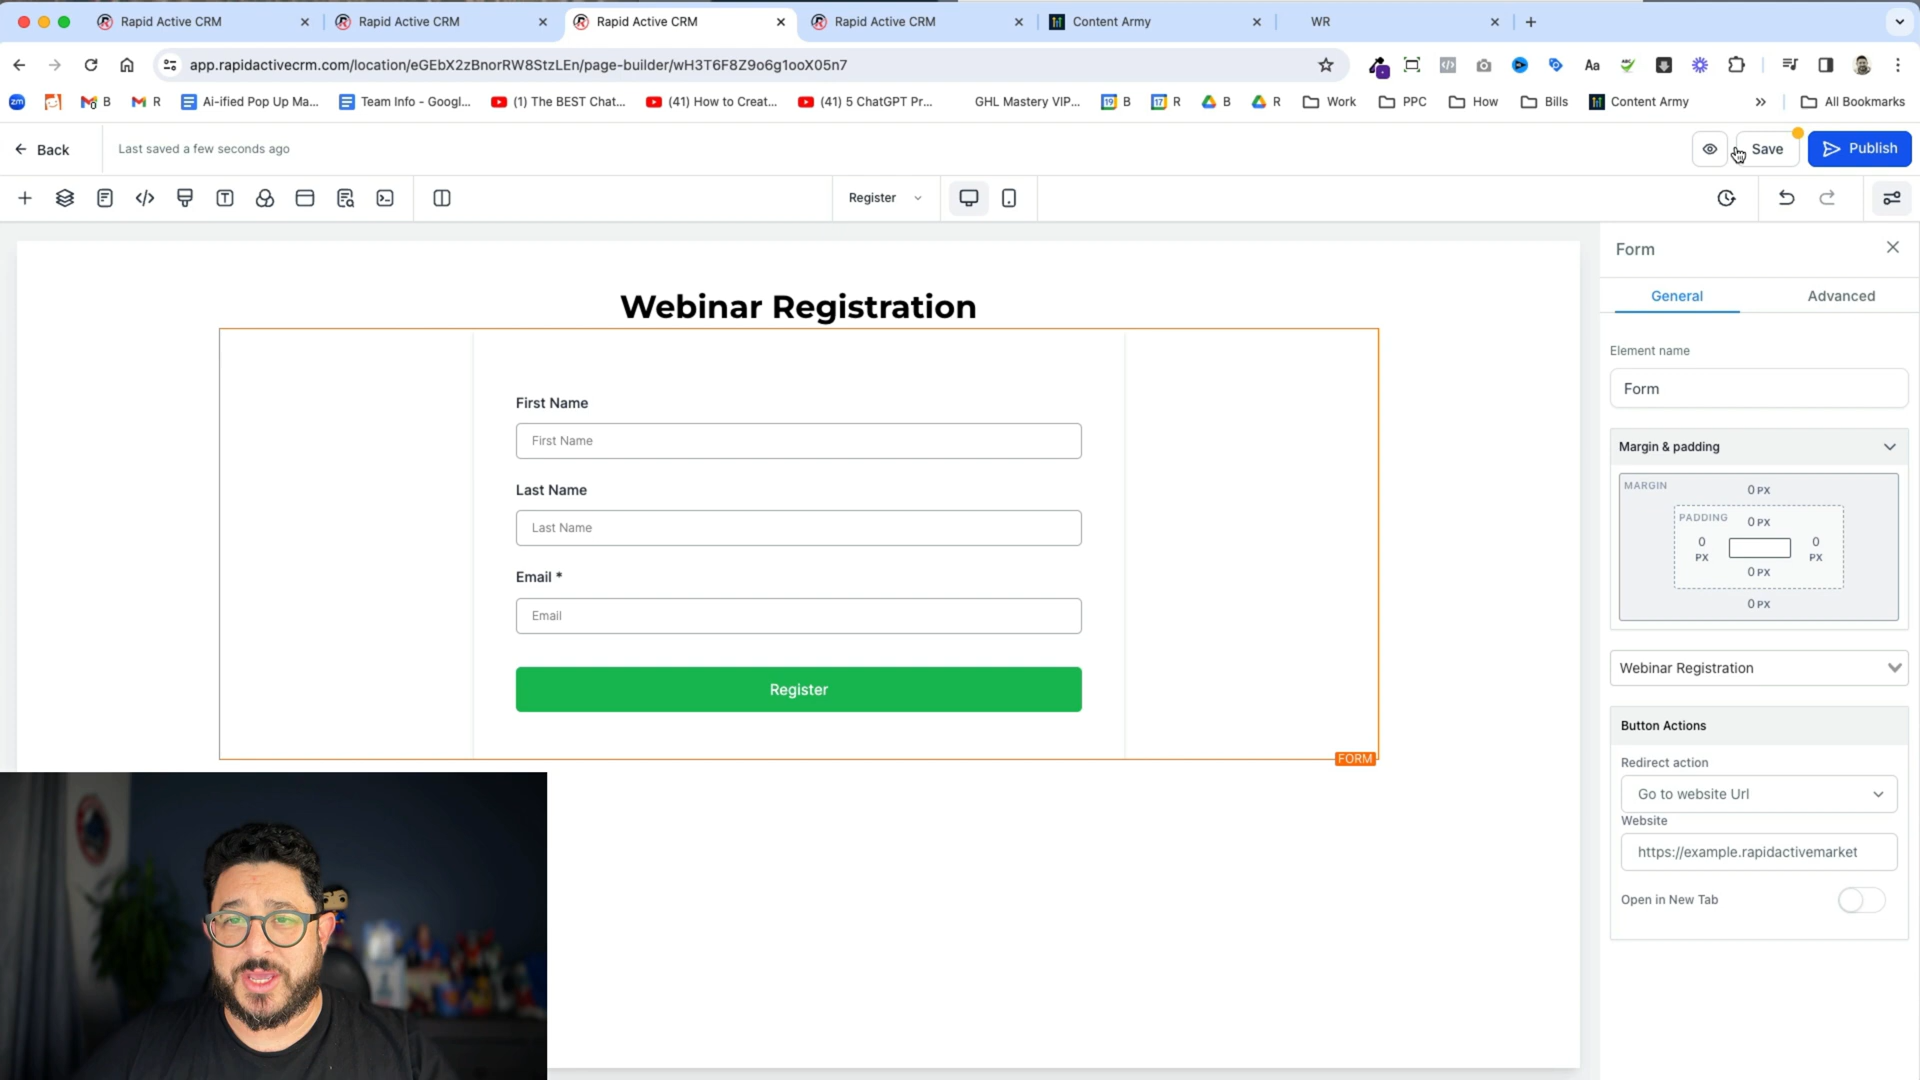 Rapid Active CRM
Rapid Active CRM
Rapid Active CRM
Rapid Active CRM
Content Army
WR
app.rapidactivecrm.com/location/eGEbX2zBnorRW8StzLEn/page-builder/wH3T6F8Z9o6g1ooX05n7
Aa
zm
B
R
Ai-ified Pop Up Ma...
Team Info - Googl...
(1) The BEST Chat...
(41) How to Creat...
(41) 5 ChatGPT Pr...
GHL Mastery VIP...
B
R
B
R
Work
PPC
How
Bills
Content Army
All Bookmarks
Back
Last saved a few seconds ago
Save
Publish
Register
Form
General
Advanced
Element name
Form
Margin & padding
MARGIN
0 PX
PADDING
0 PX
0 PX
0 PX
0 PX
0 PX
Webinar Registration
Button Actions
Redirect action
Go to website Url
Website
https://example.rapidactivemarket
Open in New Tab
Webinar Registration
First Name
First Name
Last Name
Last Name
Email *
Email
Register
FORM